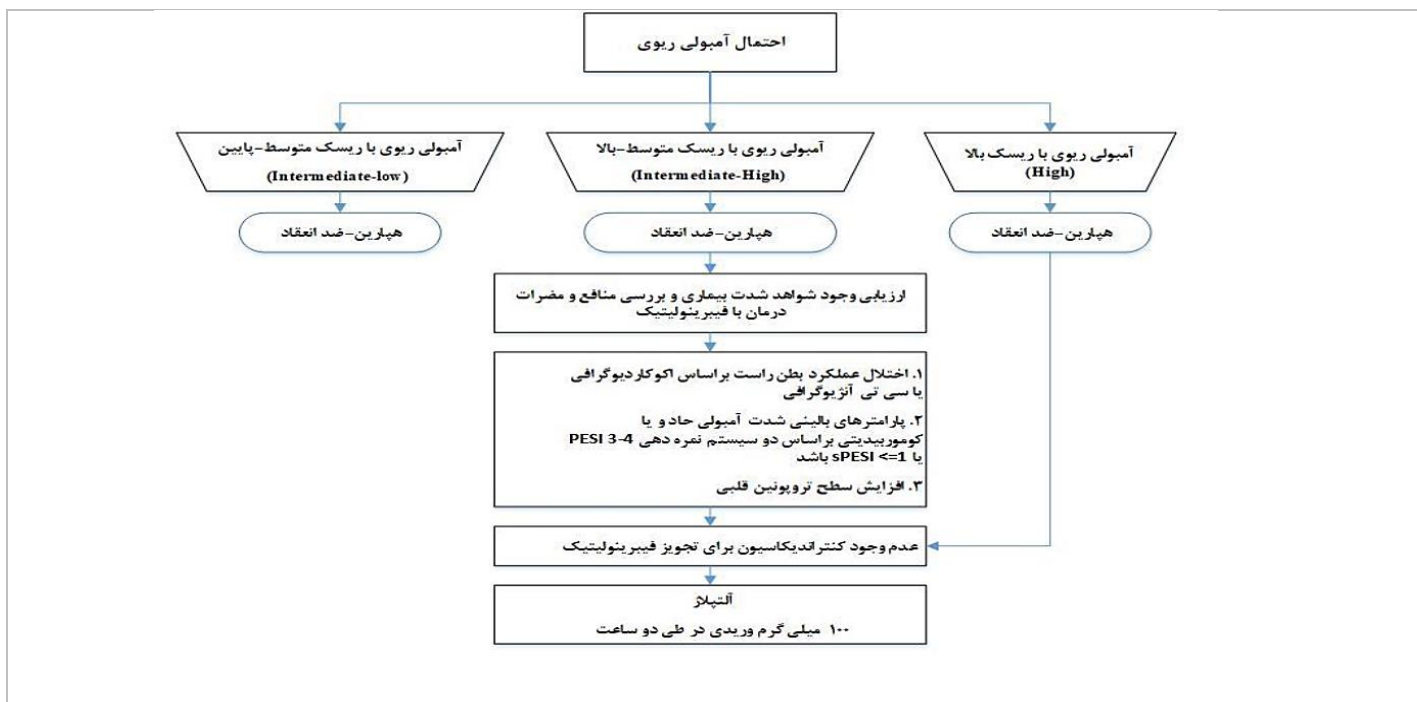 احتمال آمبولی ریوی
آمبولی ریوی با ریسک بالا
(High)
آمبولی ریوی با ریسک متوسط-بالا
(Intermediate-High)
آمبولی ریوی با ریسک متوسط-پایین
(Intermediate-low)
هپارین-ضد انعقاد
هپارین-ضد انعقاد
هپارین-ضد انعقاد
ارزیابی وجود شواهد شدت بیماری و بررسی منافع و مضرات
درمان با فیبرینولیتیک
۱. اختلال عملکرد بطن راست براساس اکوکاردیوگرافی
یا سی تی آنژیوگرافی
۲. پارامترهای بالینی شدت آمبولی حاد و یا
کوموربیدیتی براساس دو سیستم نمره دهی PESI 3-4
یا sPESI <=1 باشد
۳. افزایش سطح تروپونین قلبی
عدم وجود کنتراندیکاسیون برای تجویز فیبرینولیتیک
آلتپلاژ
۱۰۰ میلی گرم وریدی در طی دو ساعت